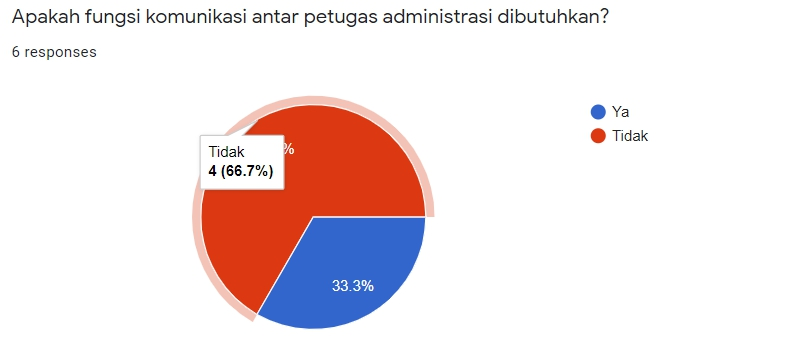 Apakah fungsi komunikasi antar petugas administrasi dibutuhkan?
6 responses
Ya
Tidak
Tidak
4 (66.7%)
%
33.3%